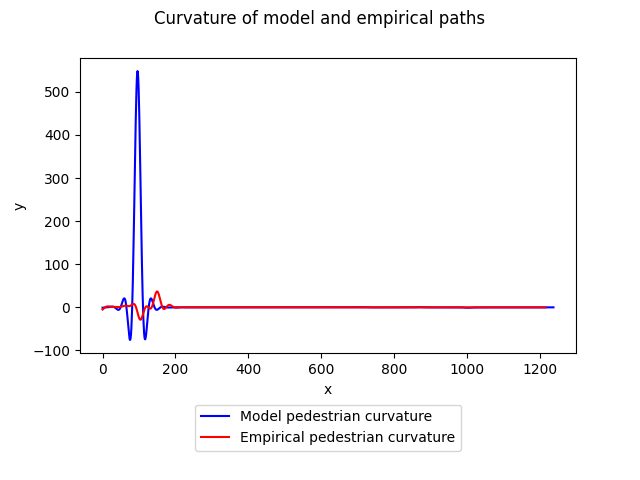 Curvature of model and empirical paths
500
400
300
200
100
0
−100
y
0 200 400 600 800 1000 1200
x
Model pedestrian curvature
Empirical pedestrian curvature